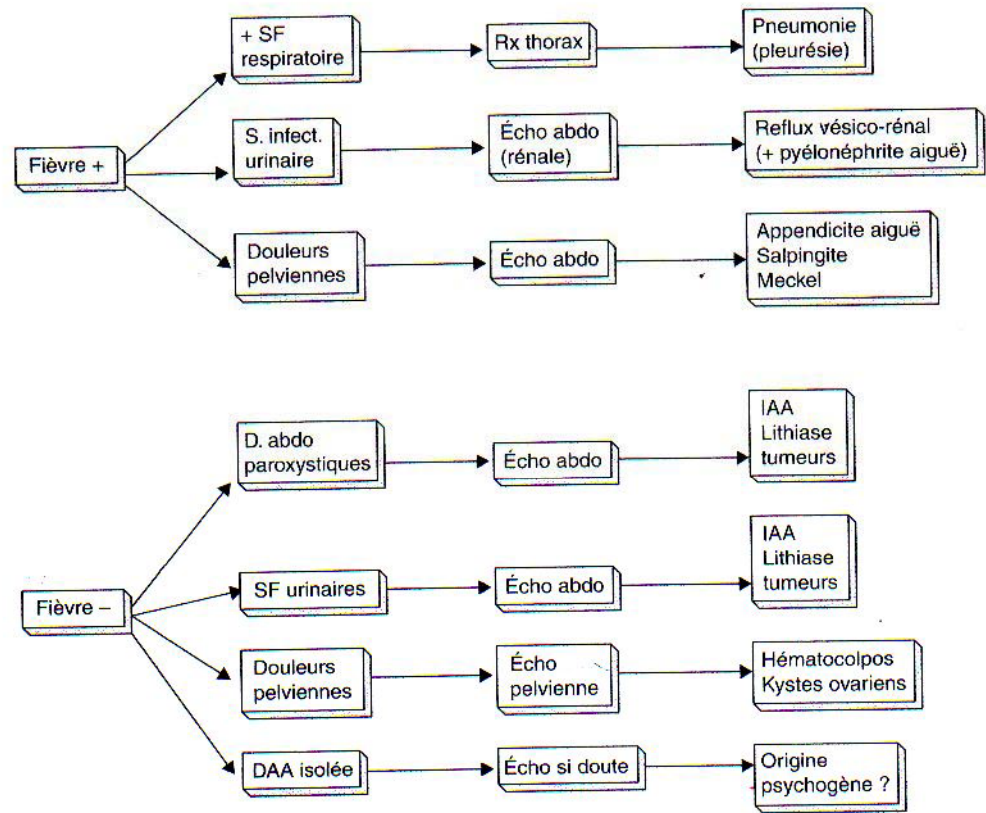 + SF
respiratoire
Rx thorax
Pneumonie
(pleurésie)
Fièvre +
S. infect.
urinaire
Écho abdo
(rénale)
Reflux vésico-rénal
(+ pyélonéphrite aiguë)
Douleurs
pelviennes
Écho abdo
Appendicite aiguë
Salpingite
Meckel
D. abdo
paroxystiques
Écho abdo
IAA
Lithiase
tumeurs
Fièvre –
SF urinaires
Écho abdo
IAA
Lithiase
tumeurs
Douleurs
pelviennes
Écho
pelvienne
Hématocolpos
Kystes ovariens
DAA isolée
Écho si doute
Origine
psychogène ?